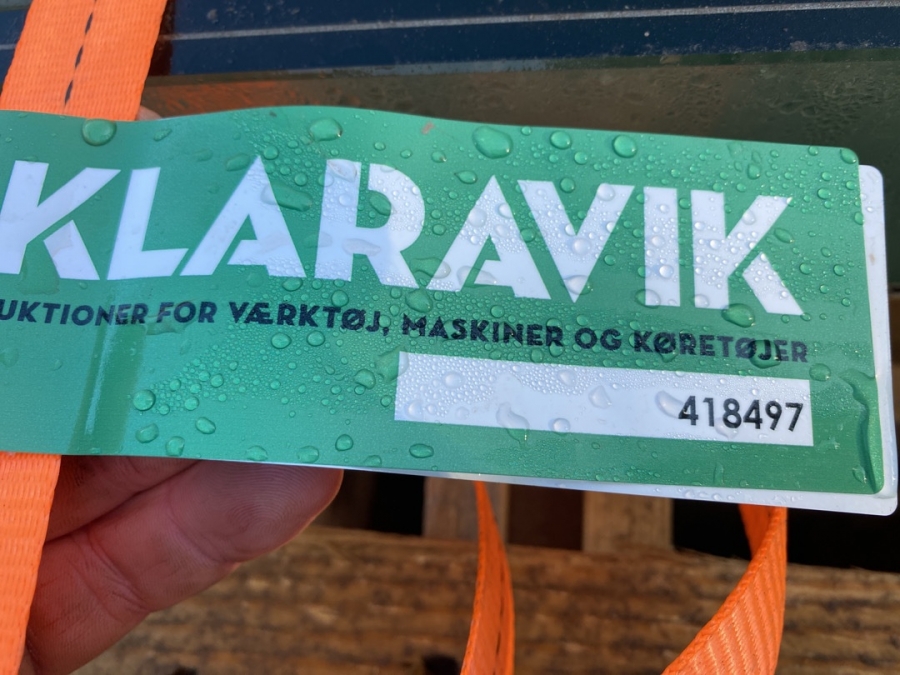 KLARAVIK
UKTIONER FOR VÆRKTØJ, MASKINER OG KØRETØJER
418497